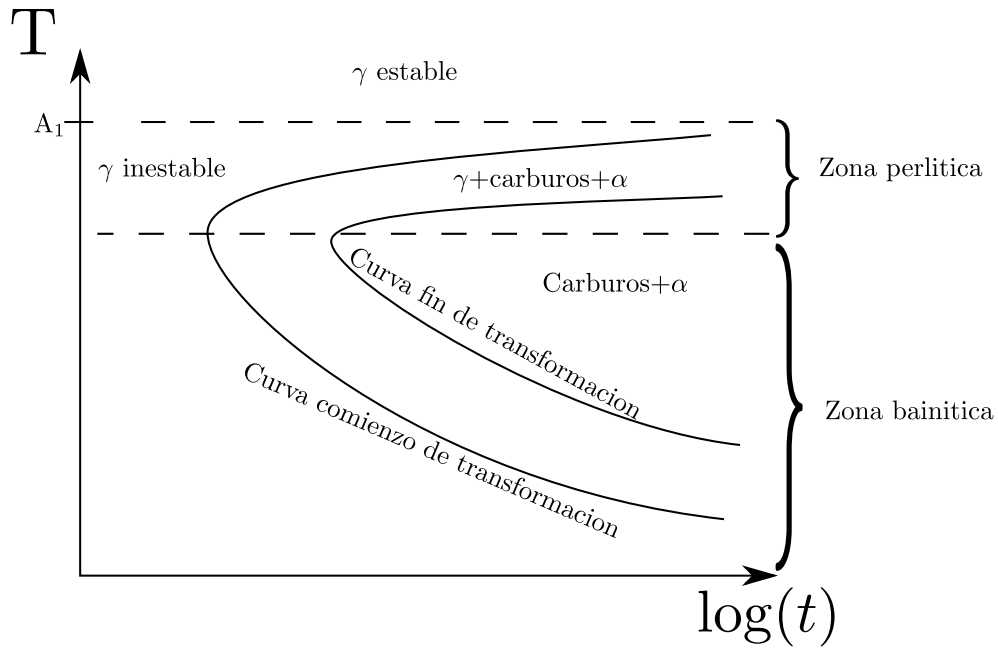 T
γ estable
A₁
γ inestable
Zona perlitica
γ+carburos+α
Curva fin de transformacion
Carburos+α
Curva comienzo de transformacion
Zona bainitica
log(t)